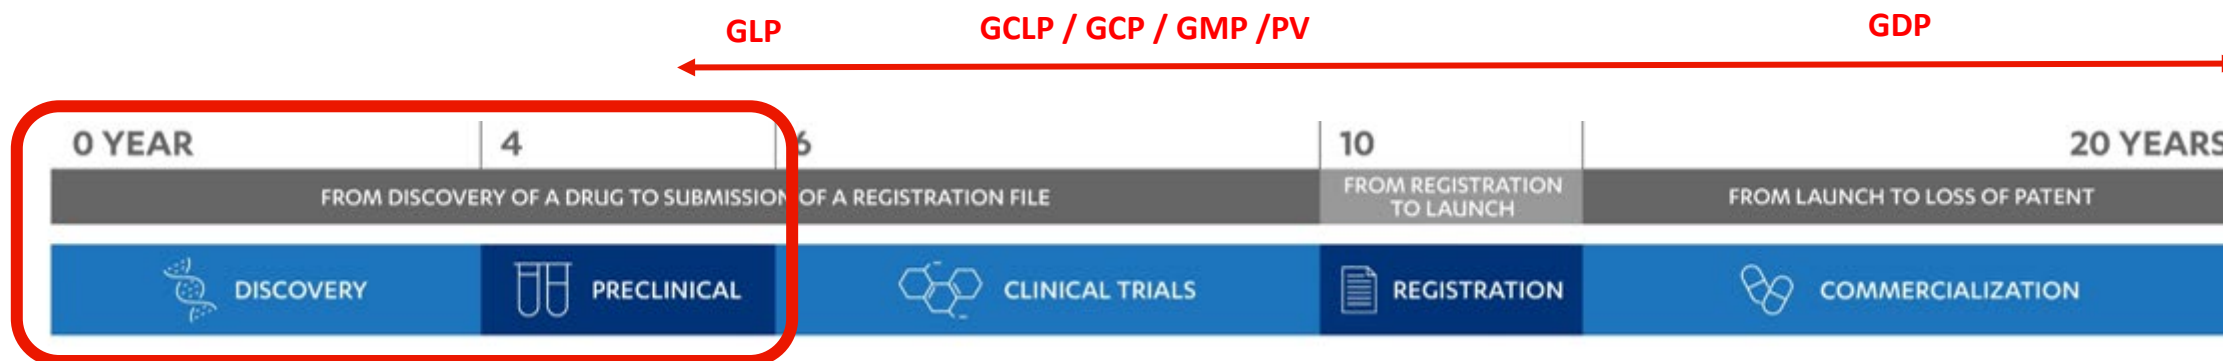 GLP GCLP / GCP / GMP /PV GDP
0 YEAR 4 6 10 20 YEARS
FROM DISCOVERY OF A DRUG TO SUBMISSION OF A REGISTRATION FILE
FROM REGISTRATION
TO LAUNCH
FROM LAUNCH TO LOSS OF PATENT
DISCOVERY PRECLINICAL CLINICAL TRIALS REGISTRATION COMMERCIALIZATION